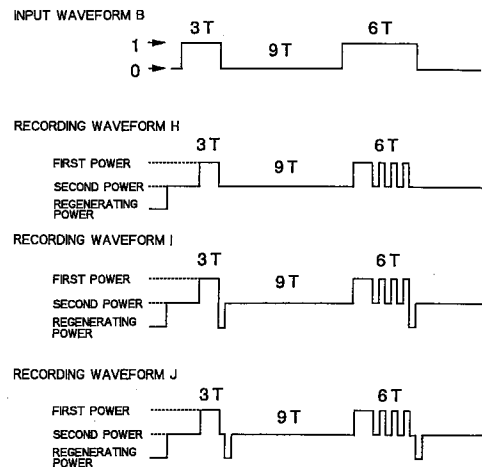 INPUT WAVEFORM B
3T
6T
1
9T
0
RECORDING WAVEFORM H
3T
6T
FIRST POWER
9T
SECOND POWER
REGENERATING
POWER
RECORDING WAVEFORM I
3T
6T
FIRST POWER
9T
SECOND POWER
REGENERATING
POWER
RECORDING WAVEFORM J
3T
6T
FIRST POWER
9T
SECOND POWER
REGENERATING
POWER